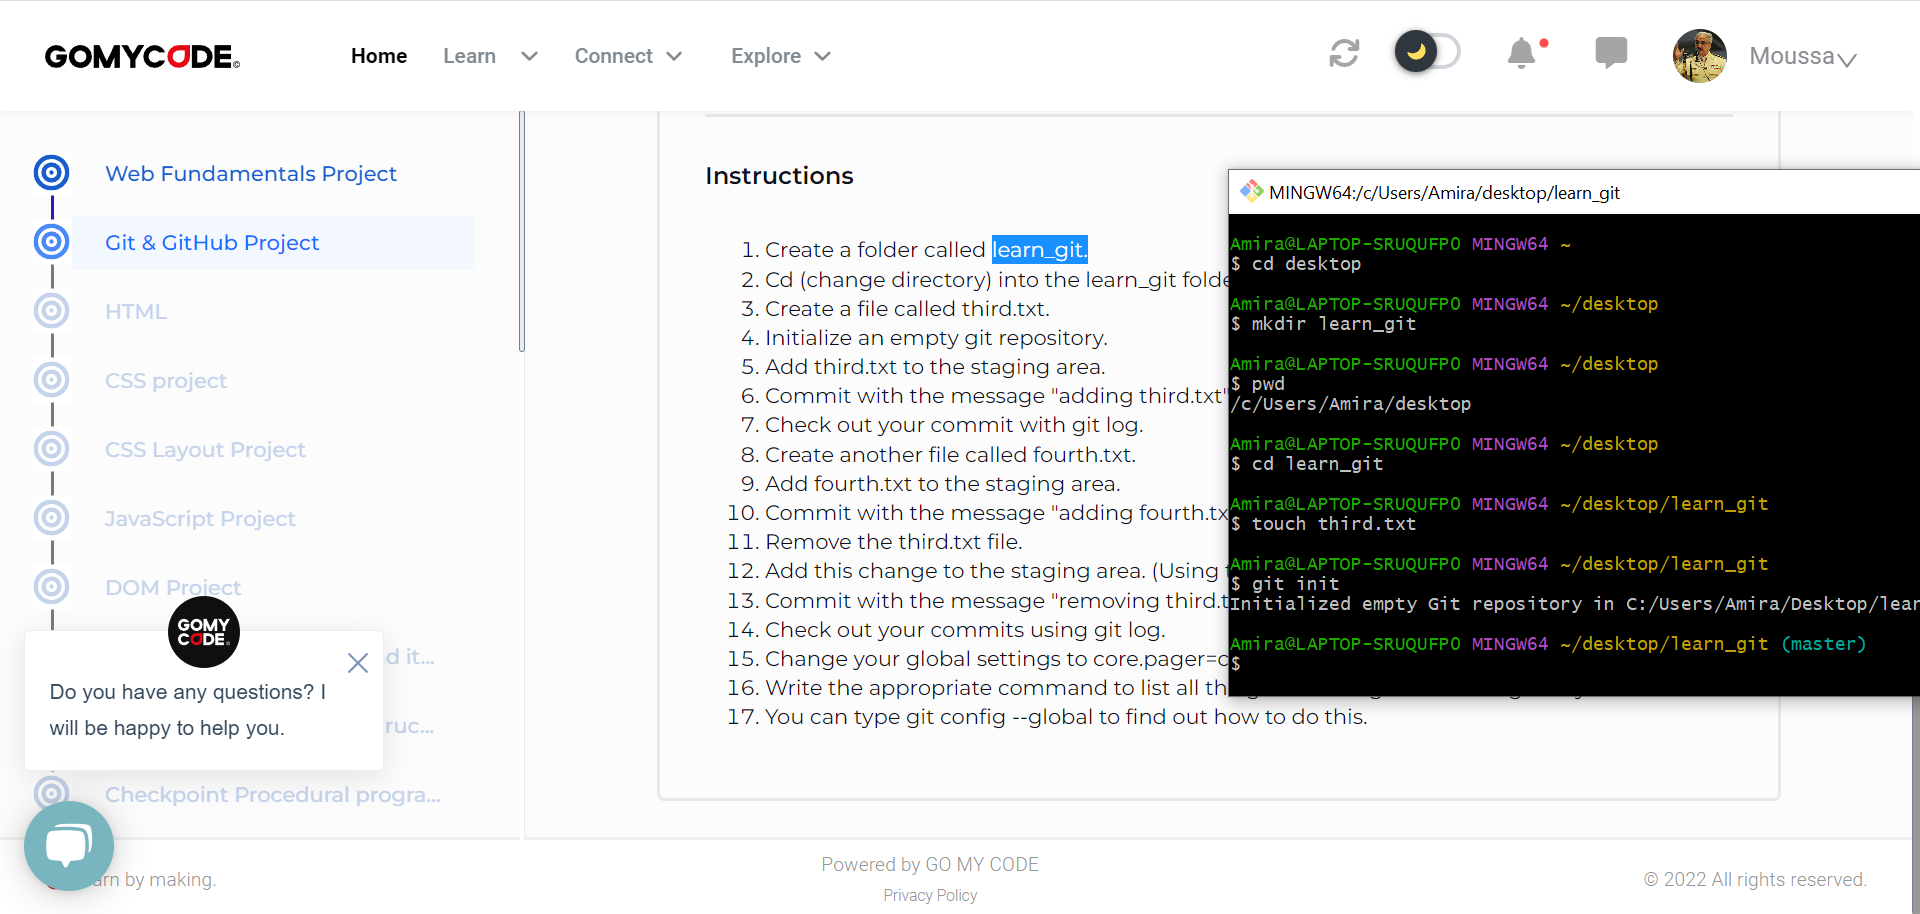 GOMYCODE©
Home Learn Connect Explore Moussa
Web Fundamentals Project
Git & GitHub Project
HTML
CSS project
CSS Layout Project
JavaScript Project
DOM Project
d it...
ruc...
Checkpoint Procedural progra...
GOMY
CODE
Do you have any questions? I
will be happy to help you.
Instructions
1. Create a folder called learn_git.
2. Cd (change directory) into the learn_git folde
3. Create a file called third.txt.
4. Initialize an empty git repository.
5. Add third.txt to the staging area.
6. Commit with the message "adding third.txt"
7. Check out your commit with git log.
8. Create another file called fourth.txt.
9. Add fourth.txt to the staging area.
10. Commit with the message "adding fourth.tx
11. Remove the third.txt file.
12. Add this change to the staging area. (Using
13. Commit with the message "removing third.t
14. Check out your commits using git log.
15. Change your global settings to core.pager=c
16. Write the appropriate command to list all th
17. You can type git config --global to find out how to do this.
MINGW64:/c/Users/Amira/desktop/learn_git
Amira@LAPTOP-SRUQUFP0 MINGW64 ~
$ cd desktop
Amira@LAPTOP-SRUQUFP0 MINGW64 ~/desktop
$ mkdir learn_git
Amira@LAPTOP-SRUQUFP0 MINGW64 ~/desktop
$ pwd
/c/Users/Amira/desktop
Amira@LAPTOP-SRUQUFP0 MINGW64 ~/desktop
$ cd learn_git
Amira@LAPTOP-SRUQUFP0 MINGW64 ~/desktop/learn_git
$ touch third.txt
Amira@LAPTOP-SRUQUFP0 MINGW64 ~/desktop/learn_git
$ git init
Initialized empty Git repository in C:/Users/Amira/Desktop/lear
Amira@LAPTOP-SRUQUFP0 MINGW64 ~/desktop/learn_git (master)
$
arn by making.
Powered by GO MY CODE
Privacy Policy
© 2022 All rights reserved.